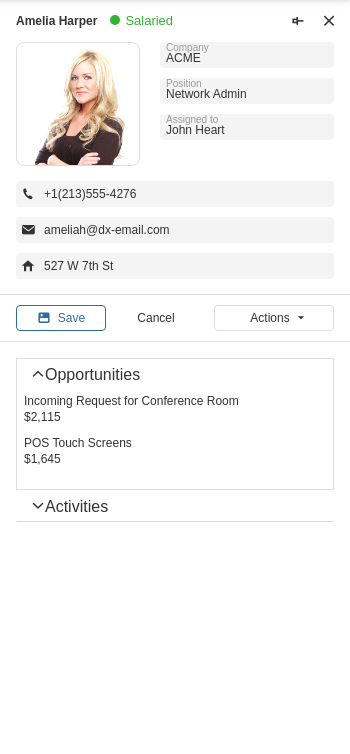 Amelia Harper
Salaried
Company
ACME
Position
Network Admin
Assigned to
John Heart
+1(213)555-4276
ameliah@dx-email.com
527 W 7th St
Save
Cancel
Actions
Opportunities
Incoming Request for Conference Room
$2,115
POS Touch Screens
$1,645
Activities